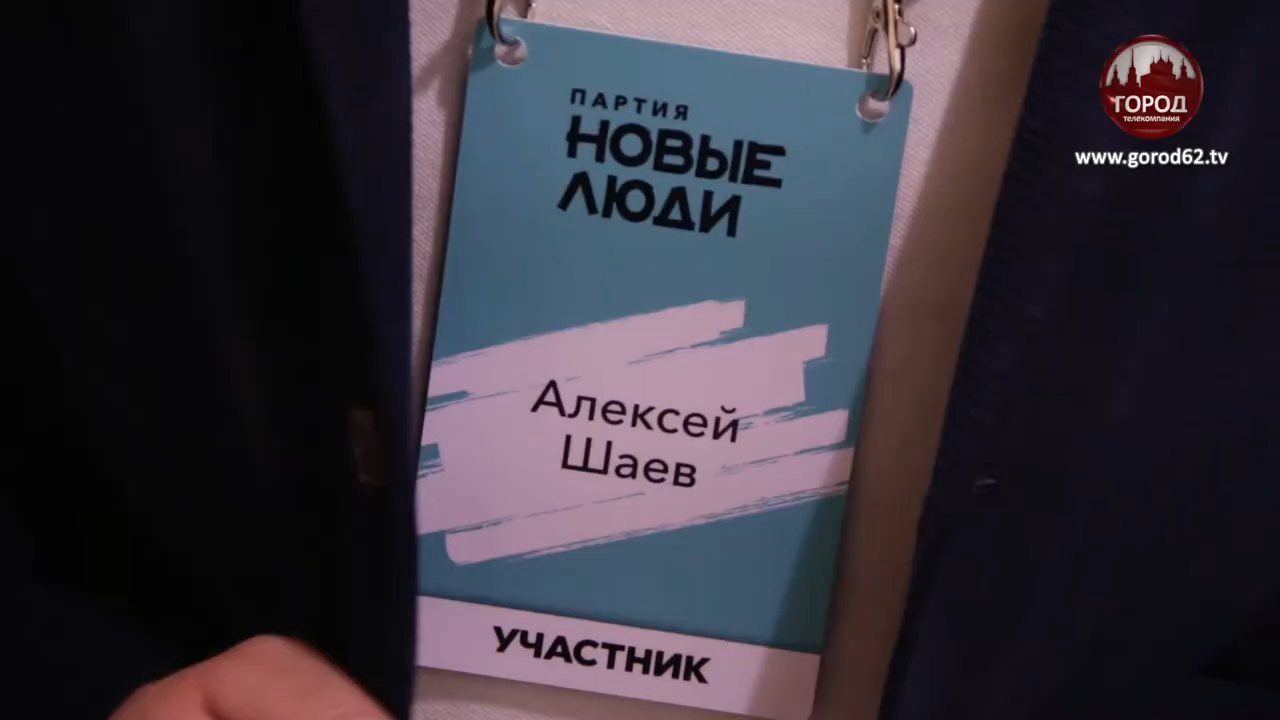 ПАРТИЯ
НОВЫЕ
ЛЮДИ
Алексей
Шаев
УЧАСТНИК
ГОРОД
телекомпания
www.gorod62.tv